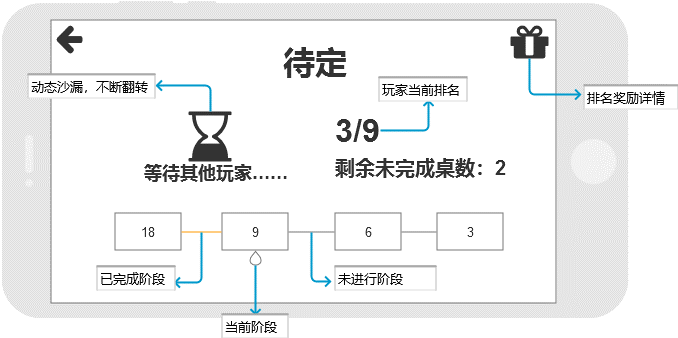 待定
动态沙漏，不断翻转
玩家当前排名
排名奖励详情
3/9
等待其他玩家……
剩余未完成桌数：2
18
9
6
3
已完成阶段
未进行阶段
当前阶段